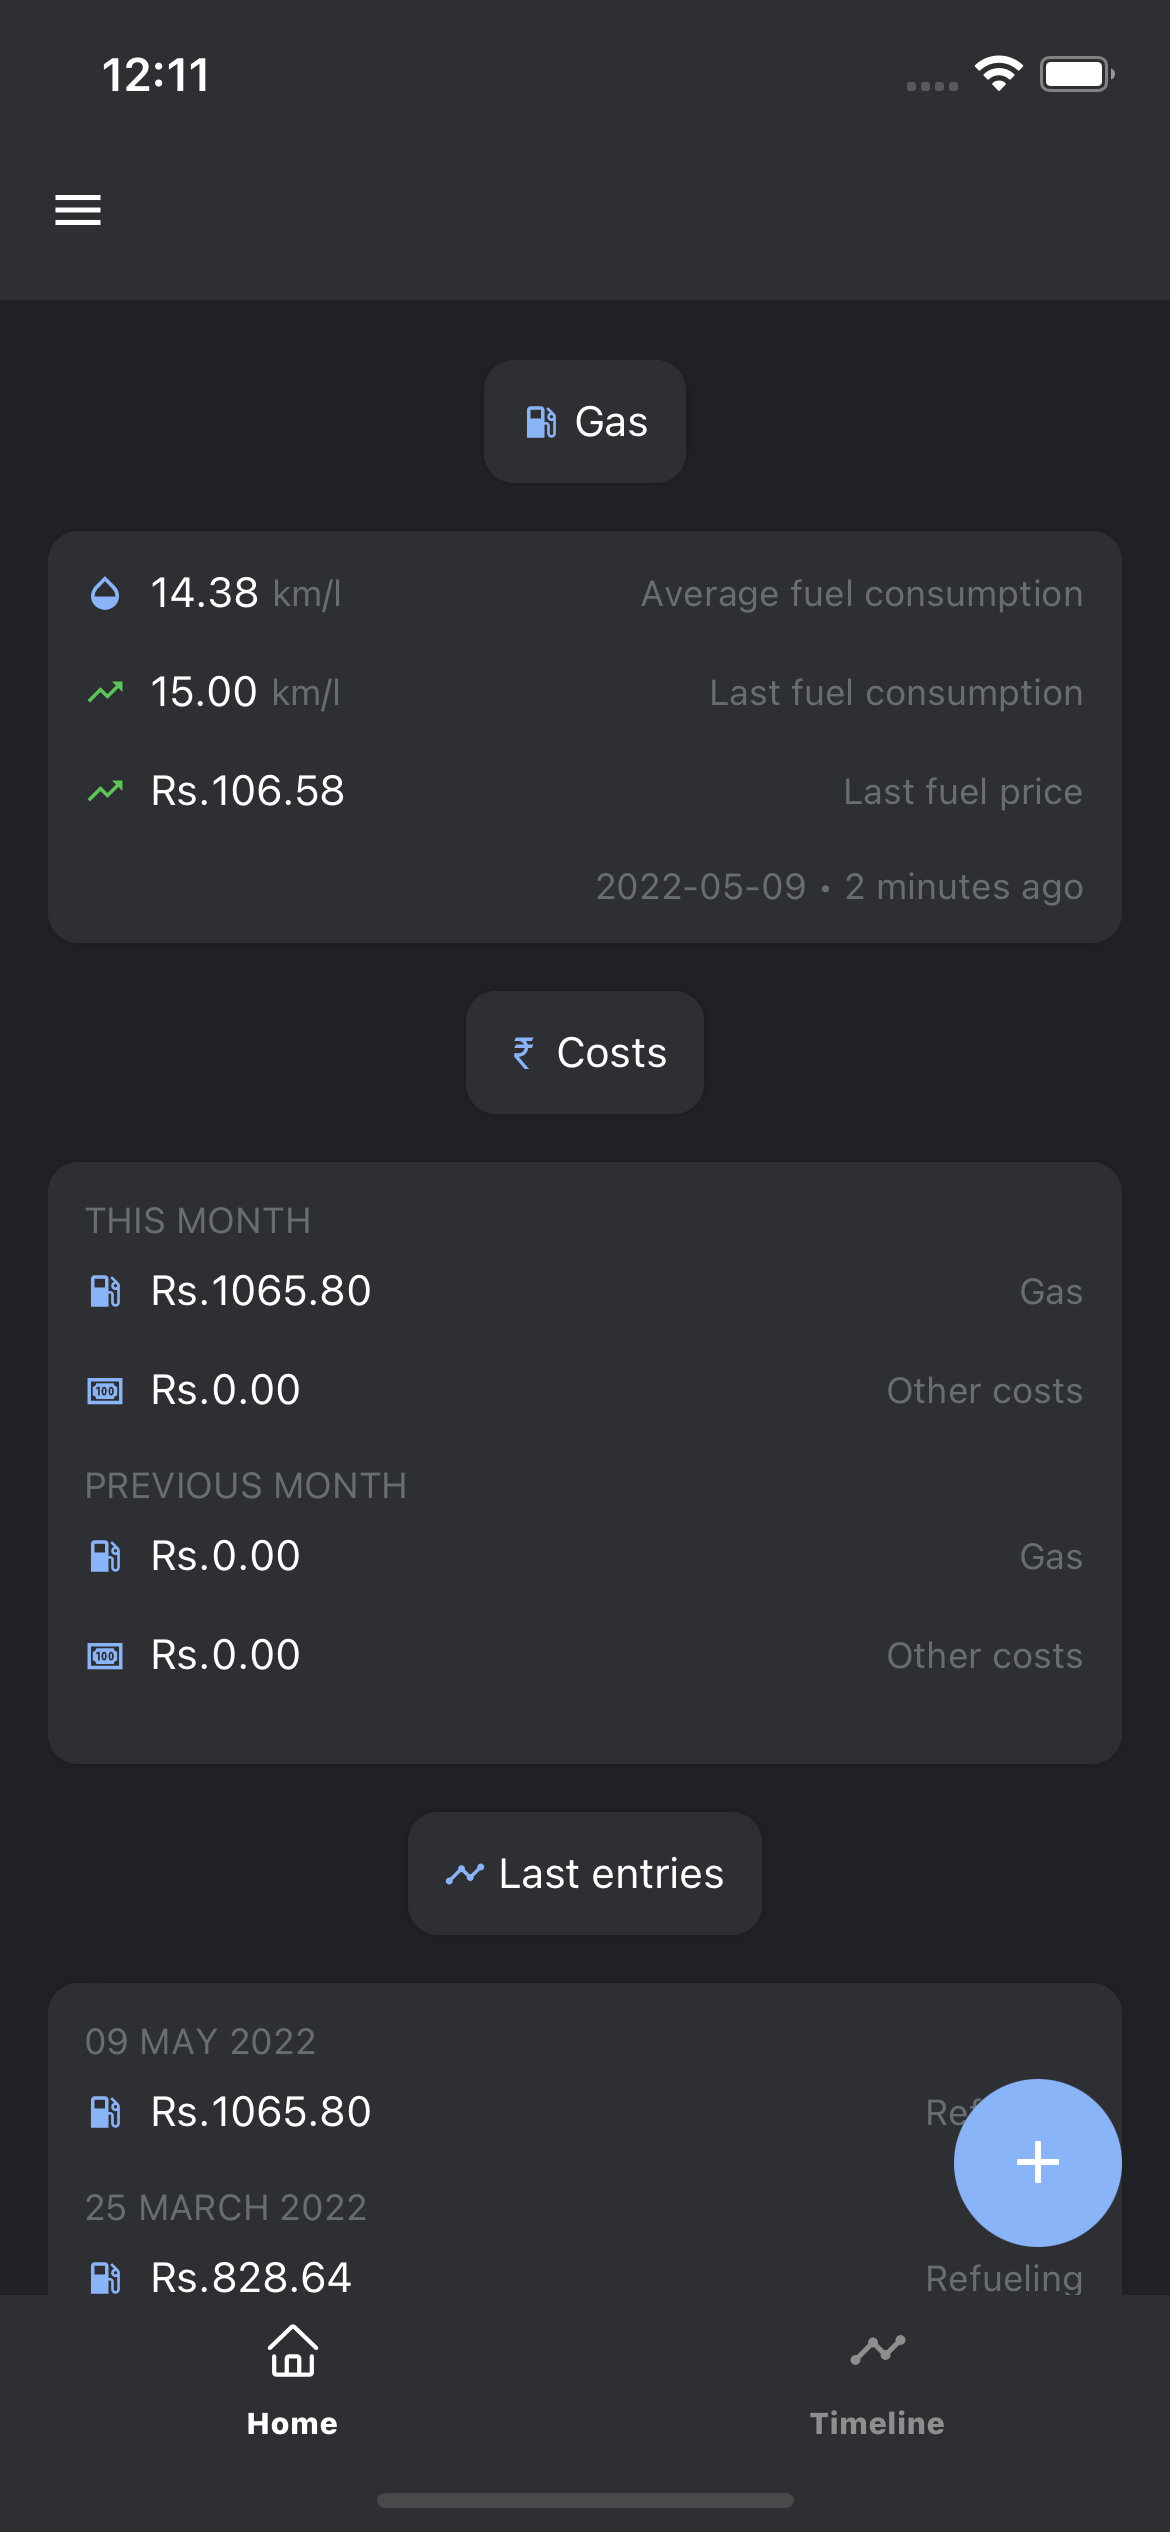 12:11
Gas
14.38 km/l Average fuel consumption
15.00 km/l Last fuel consumption
Rs.106.58 Last fuel price
2022-05-09 • 2 minutes ago
₹ Costs
THIS MONTH
Rs.1065.80 Gas
100 Rs.0.00 Other costs
PREVIOUS MONTH
Rs.0.00 Gas
100 Rs.0.00 Other costs
Last entries
09 MAY 2022
Rs.1065.80
25 MARCH 2022
Rs.828.64 Refueling
Home Timeline